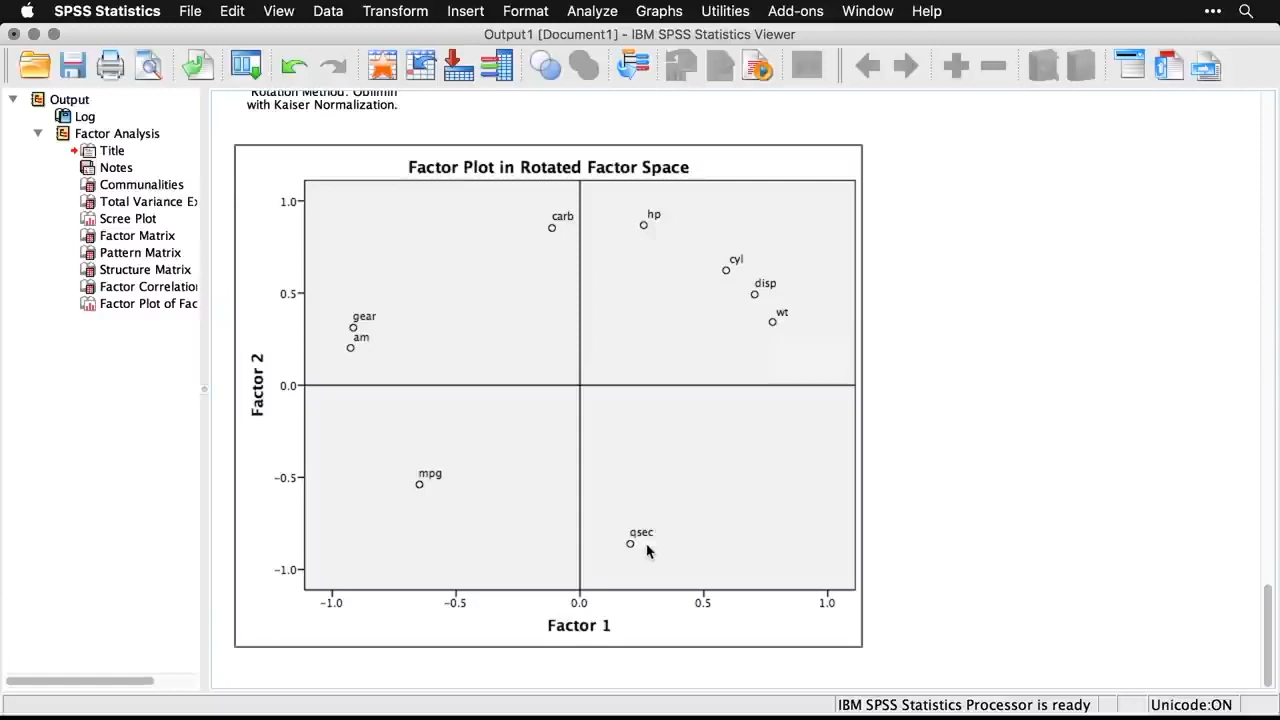 SPSS Statistics File Edit View Data Transform Insert Format Analyze Graphs Utilities Add-ons Window Help
Output1 [Document1] - IBM SPSS Statistics Viewer
Output
Log
Factor Analysis
Title
Notes
Communalities
Total Variance Ex
Scree Plot
Factor Matrix
Pattern Matrix
Structure Matrix
Factor Correlation
Factor Plot of Fac
Rotation Method: Oblimin
with Kaiser Normalization.
Factor Plot in Rotated Factor Space
1.0
carb
hp
cyl
disp
0.5
gear
wt
am
Factor 2
0.0
mpg
-0.5
qsec
-1.0
-1.0 -0.5 0.0 0.5 1.0
Factor 1
IBM SPSS Statistics Processor is ready Unicode:ON